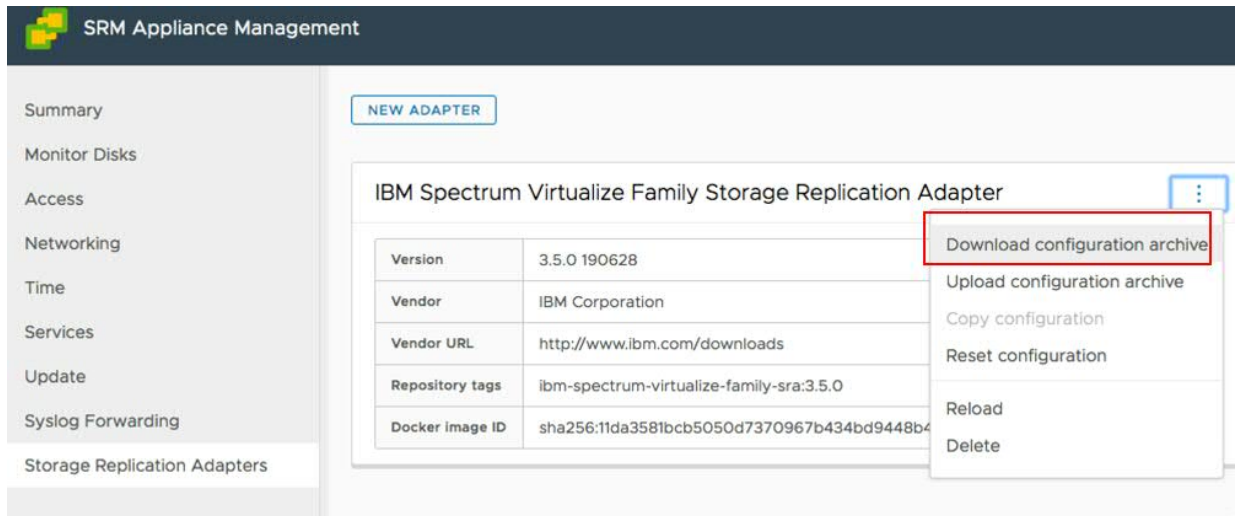 SRM Appliance Management
Summary
Monitor Disks
Access
Networking
Time
Services
Update
Syslog Forwarding
Storage Replication Adapters
NEW ADAPTER
IBM Spectrum Virtualize Family Storage Replication Adapter
Version 3.5.0 190628
Vendor IBM Corporation
Vendor URL http://www.ibm.com/downloads
Repository tags ibm-spectrum-virtualize-family-sra:3.5.0
Docker image ID sha256:11da3581bcb5050d7370967b434bd9448b4
Download configuration archive
Upload configuration archive
Copy configuration
Reset configuration
Reload
Delete